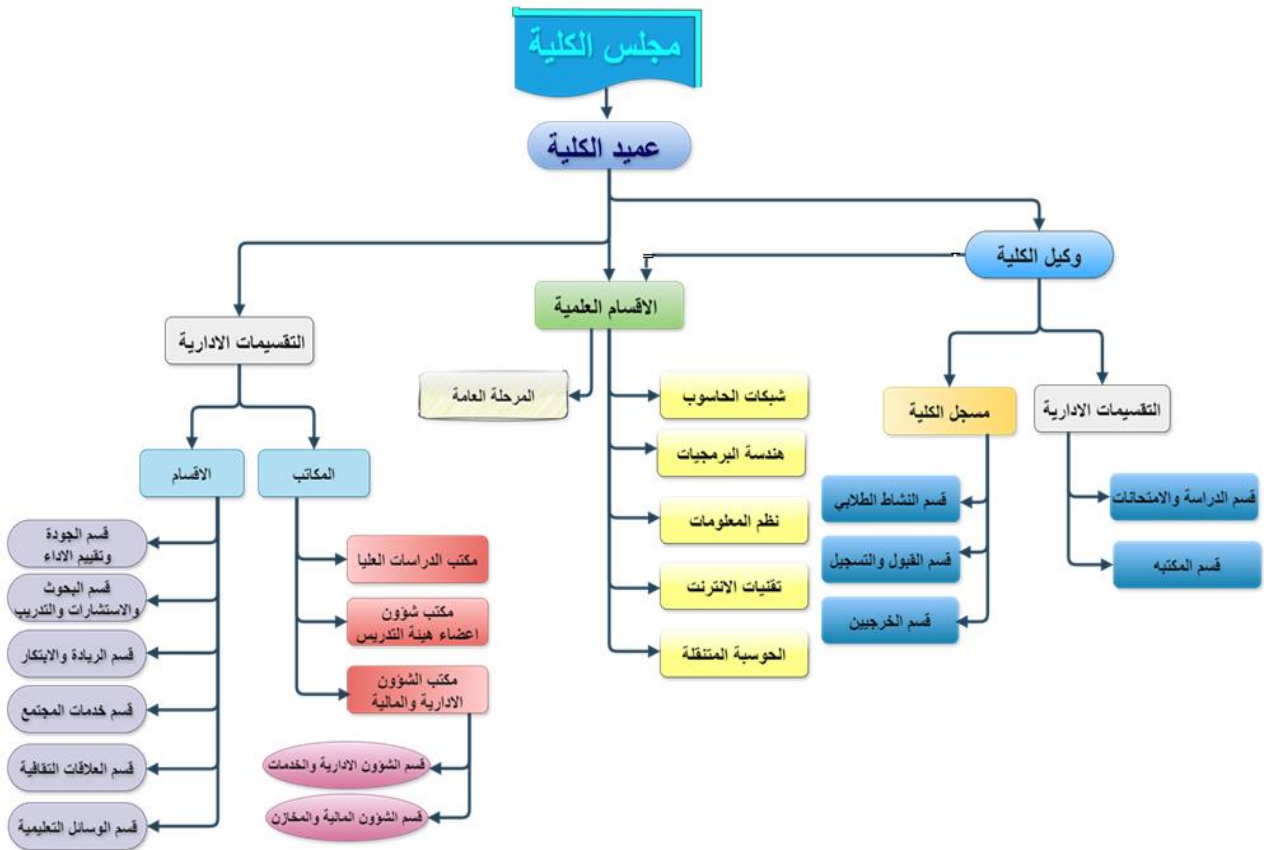 مجلس الكلية
عميد الكلية
وكيل الكلية
الاقسام العلمية
التقسيمات الادارية
المرحلة العامة
شبكات الحاسوب
هندسة البرمجيات
نظم المعلومات
تقنيات الانترنت
الحوسبة المتنقلة
مسجل الكلية
التقسيمات الادارية
قسم النشاط الطلابي
قسم القبول والتسجيل
قسم الخرجيين
قسم الدراسة والامتحانات
قسم المكتبه
المكاتب
الاقسام
مكتب الدراسات العليا
مكتب شؤون
اعضاء هيئة التدريس
مكتب الشؤون
الادارية والمالية
قسم الشؤون الادارية والخدمات
قسم الشؤون المالية والمخازن
قسم الجودة
وتقييم الاداء
قسم البحوث
والاستشارات والتدريب
قسم الريادة والابتكار
قسم خدمات المجتمع
قسم العلاقات الثقافية
قسم الوسائل التعليمية